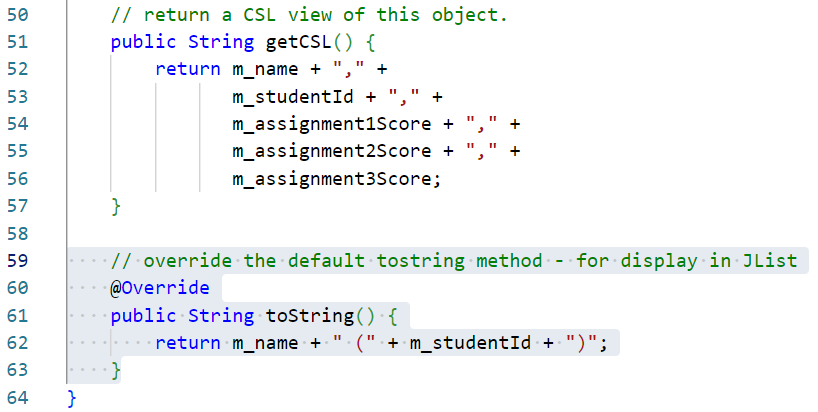 50 // return a CSL view of this object.
51 public String getCSL() {
52 return m_name + "," +
53 m_studentId + "," +
54 m_assignment1Score + "," +
55 m_assignment2Score + "," +
56 m_assignment3Score;
57 }
58
59 // override the default tostring method - for display in JList
60 @Override
61 public String toString() {
62 return m_name + " (" + m_studentId + ")";
63 }
64 }